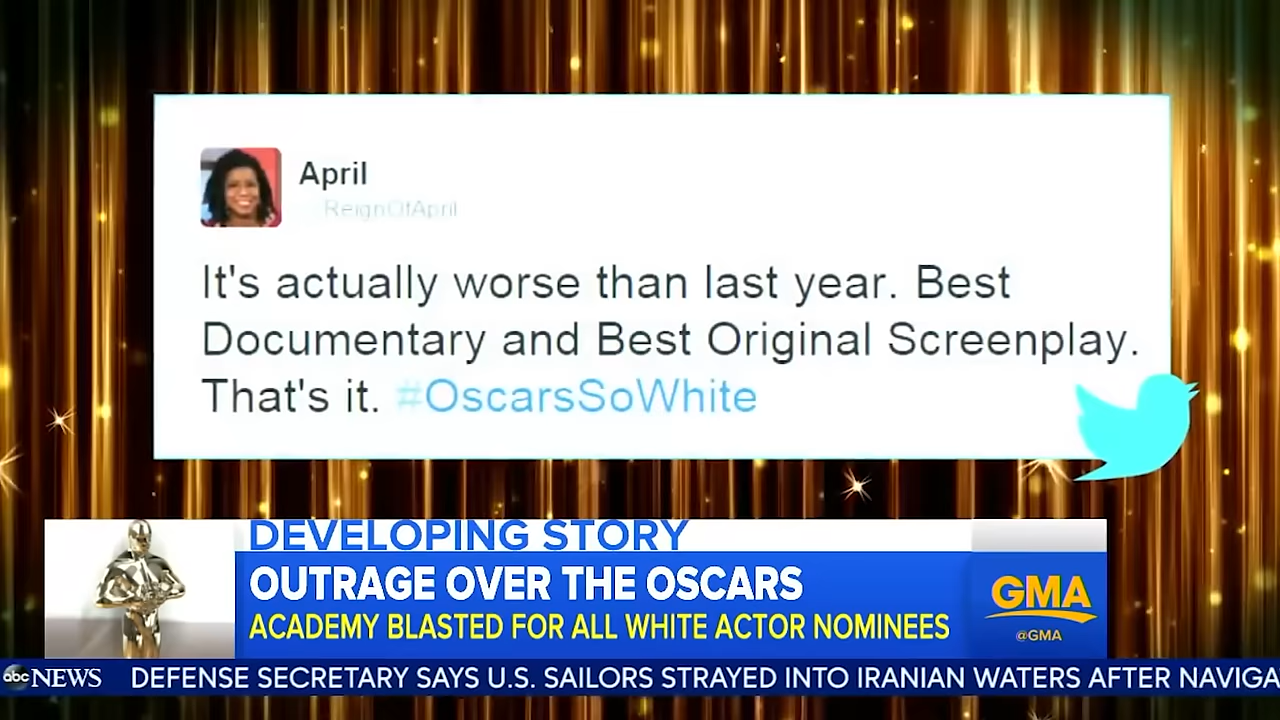 April
@ReignOfApril
It's actually worse than last year. Best
Documentary and Best Original Screenplay.
That's it. #OscarsSoWhite
DEVELOPING STORY
OUTRAGE OVER THE OSCARS
ACADEMY BLASTED FOR ALL WHITE ACTOR NOMINEES
GMA
@GMA
abc NEWS DEFENSE SECRETARY SAYS U.S. SAILORS STRAYED INTO IRANIAN WATERS AFTER NAVIGA